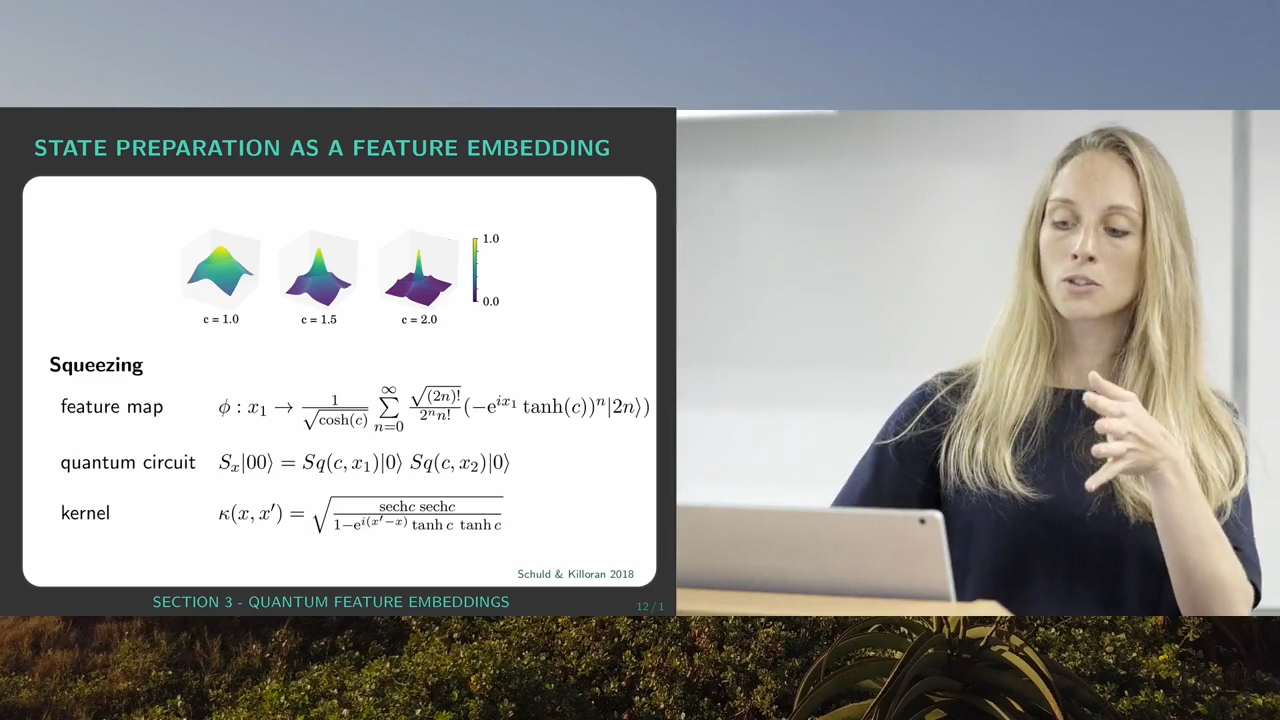 STATE PREPARATION AS A FEATURE EMBEDDING
1.0
0.0
c = 1.0 c = 1.5 c = 2.0
Squeezing
feature map ϕ : x₁ → 1/√cosh(c) ∑_{n=0}^{∞} √(2n)!/2ⁿn! (−e^{ix₁} tanh(c))ⁿ|2n⟩)
quantum circuit Sₓ|00⟩ = Sq(c, x₁)|0⟩ Sq(c, x₂)|0⟩
kernel κ(x, x′) = √(sechc sechc / 1−e^{i(x′−x)} tanh c tanh c)
Schuld & Killoran 2018
SECTION 3 - QUANTUM FEATURE EMBEDDINGS
12 / 1